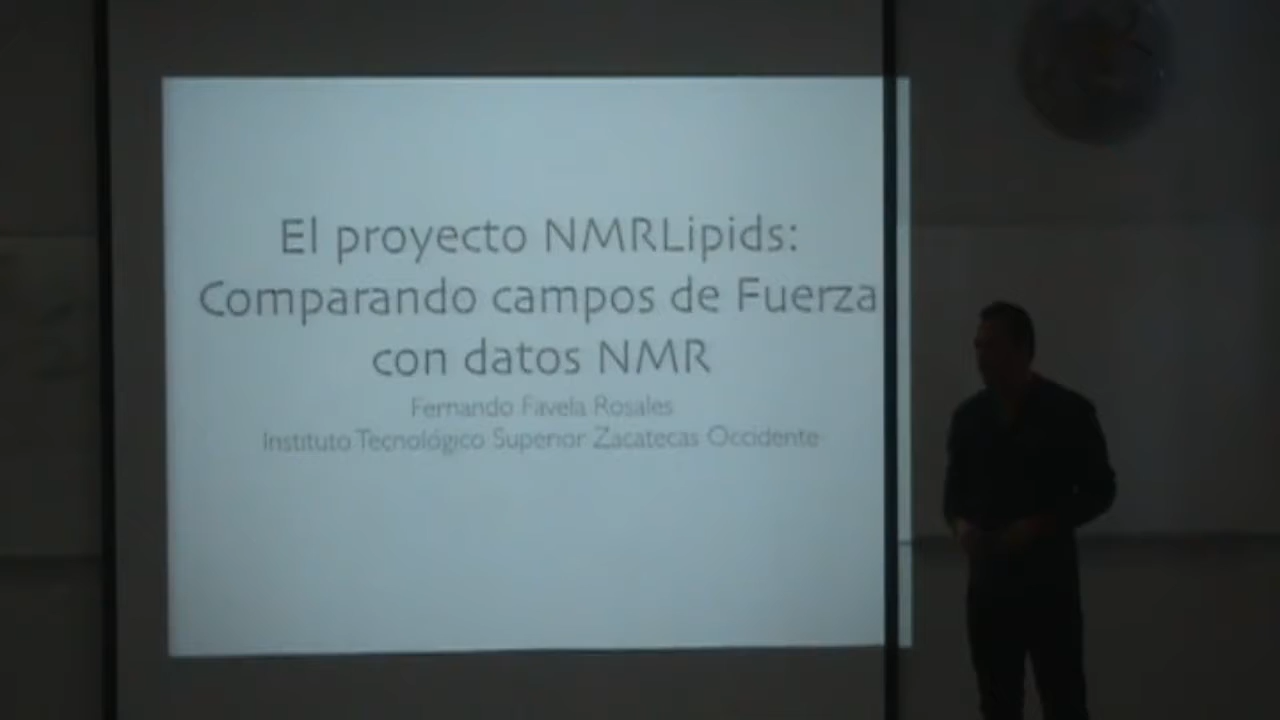 El proyecto NMRLipids:
Comparando campos de Fuerza
con datos NMR
Fernando Favela Rosales
Instituto Tecnológico Superior Zacatecas Occidente